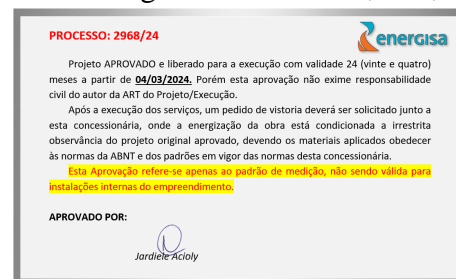 PROCESSO: 2968/24
energisa
Projeto APROVADO e liberado para a execução com validade 24 (vinte e quatro)
meses a partir de 04/03/2024. Porém esta aprovação não exime responsabilidade
civil do autor da ART do Projeto/Execução.
Após a execução dos serviços, um pedido de vistoria deverá ser solicitado junto a
esta concessionária, onde a energização da obra está condicionada a irrestrita
observância do projeto original aprovado, devendo os materiais aplicados obedecer
às normas da ABNT e dos padrões em vigor das normas desta concessionária.
Esta Aprovação refere-se apenas ao padrão de medição, não sendo válida para
instalações internas do empreendimento.
APROVADO POR:
Jardiele Acioly